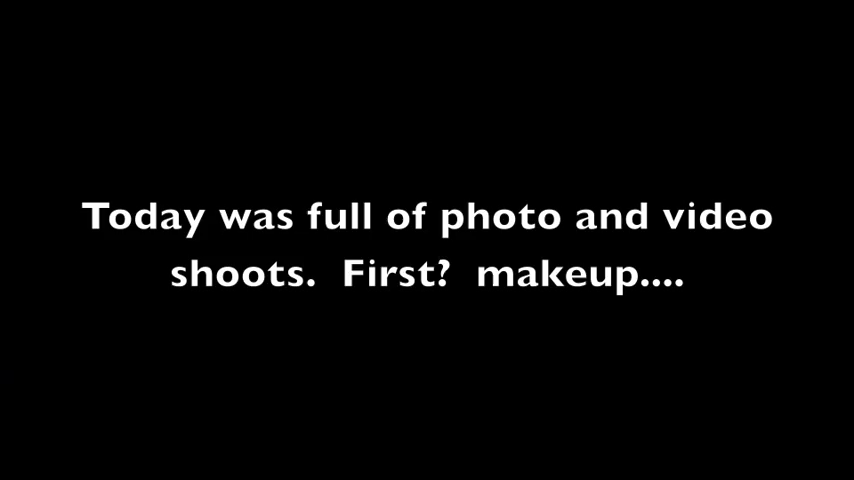 Today was full of photo and video
shoots.  First?  makeup....